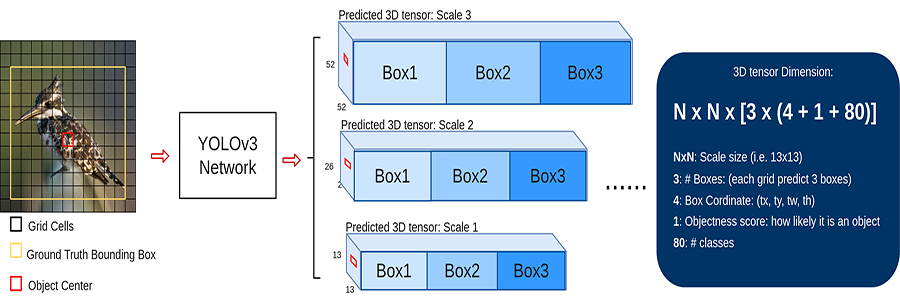 Predicted 3D tensor: Scale 3
52
52
Box1
Box2
Box3
Predicted 3D tensor: Scale 2
26
2
Box1
Box2
Box3
Predicted 3D tensor: Scale 1
13
13
Box1
Box2
Box3
YOLOv3
Network
Grid Cells
Ground Truth Bounding Box
Object Center
......
3D tensor Dimension:
N x N x [3 x (4 + 1 + 80)]
NxN: Scale size (i.e. 13x13)
3: # Boxes: (each grid predict 3 boxes)
4: Box Cordinate: (tx, ty, tw, th)
1: Objectness score: how likely it is an object
80: # classes